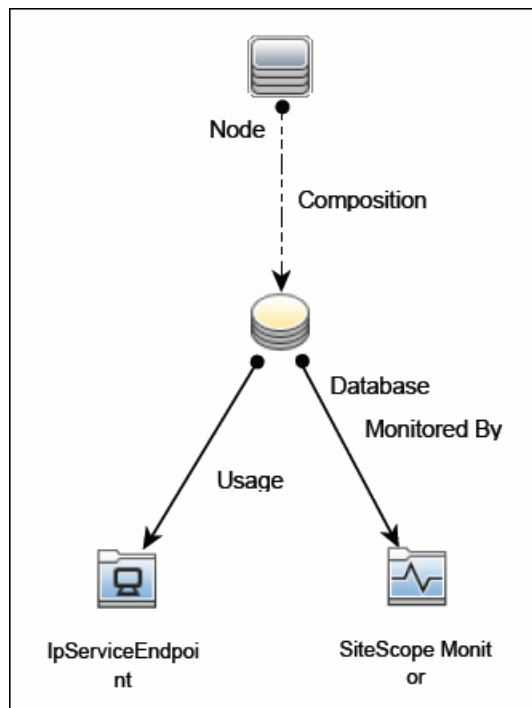 Node
Composition
Database
Monitored By
Usage
IpServiceEndpoi
nt
SiteScope Monit
or